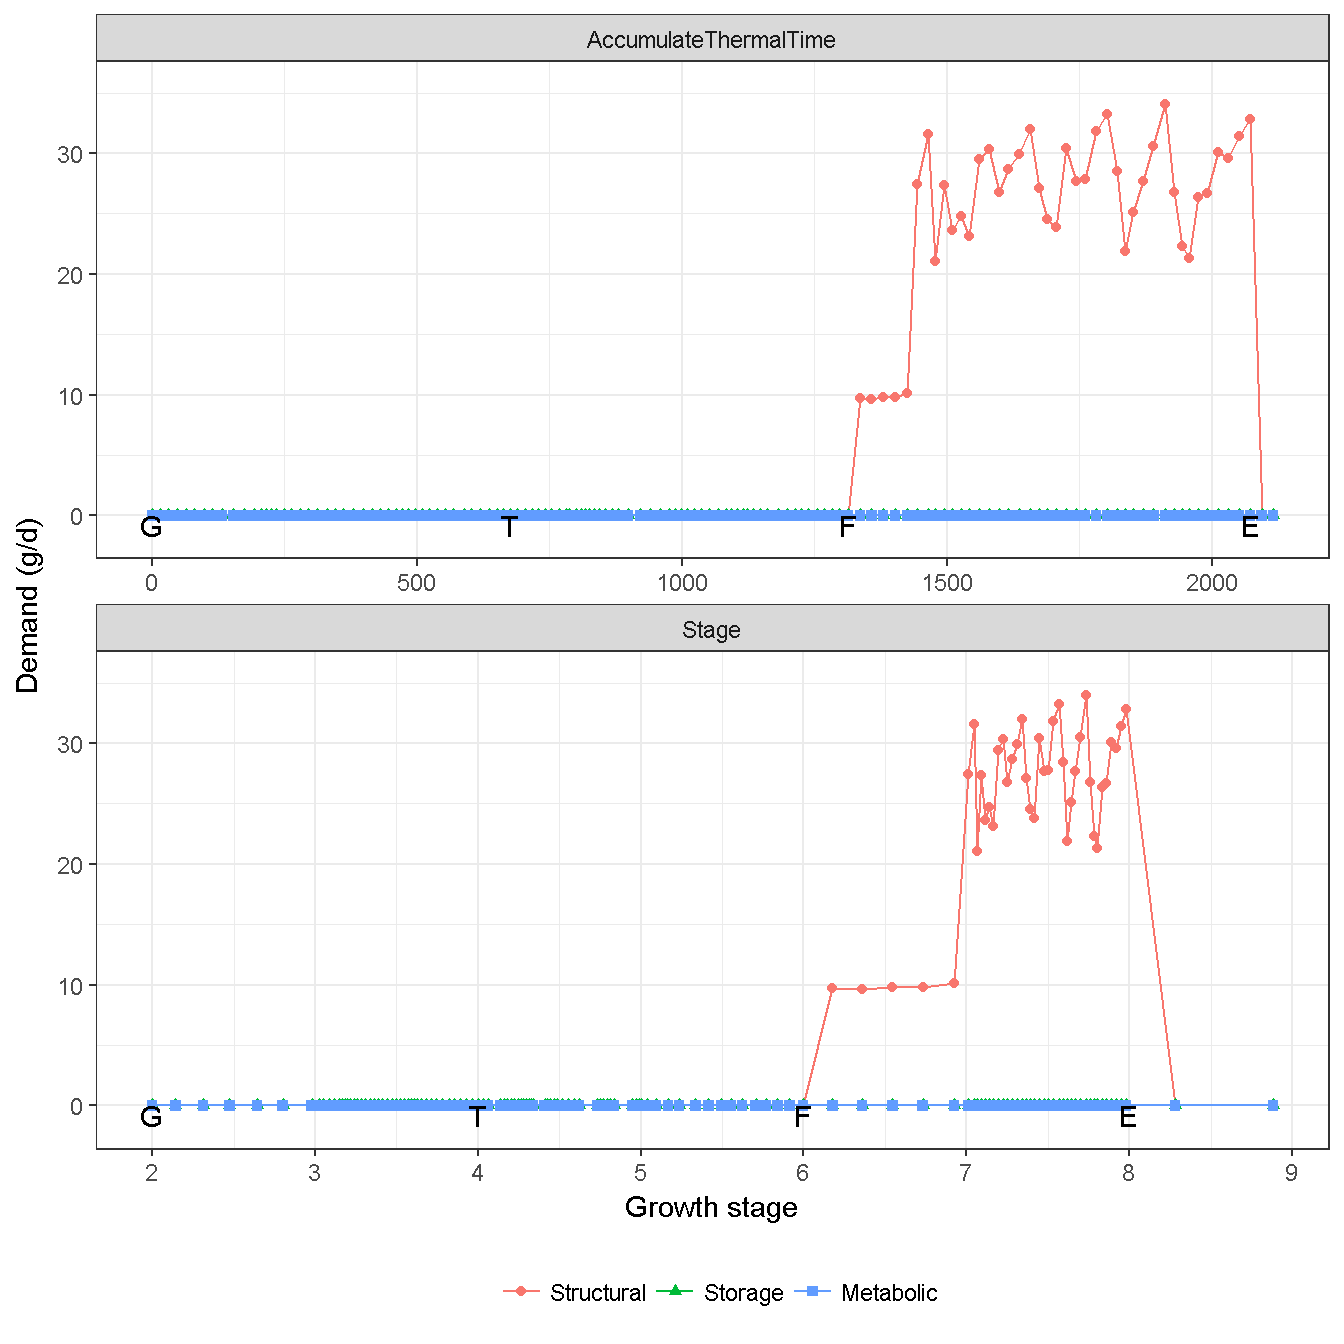 AccumulateThermalTime
30
20
10
0
G T F E
0 500 1000 1500 2000
Stage
30
20
10
0
G T F E
2 3 4 5 6 7 8 9
Demand (g/d)
Growth stage
Structural Storage Metabolic